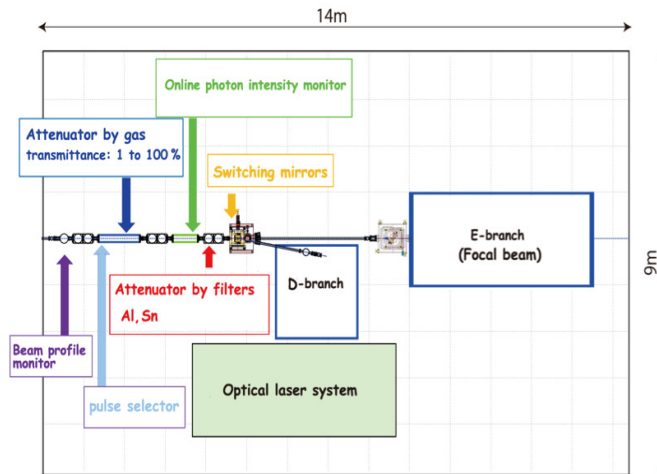 14m
Online photon intensity monitor
Attenuator by gas
transmittance: 1 to 100%
Switching mirrors
E-branch
(Focal beam)
9m
D-branch
Attenuator by filters
Al, Sn
Beam profile
monitor
Optical laser system
pulse selector